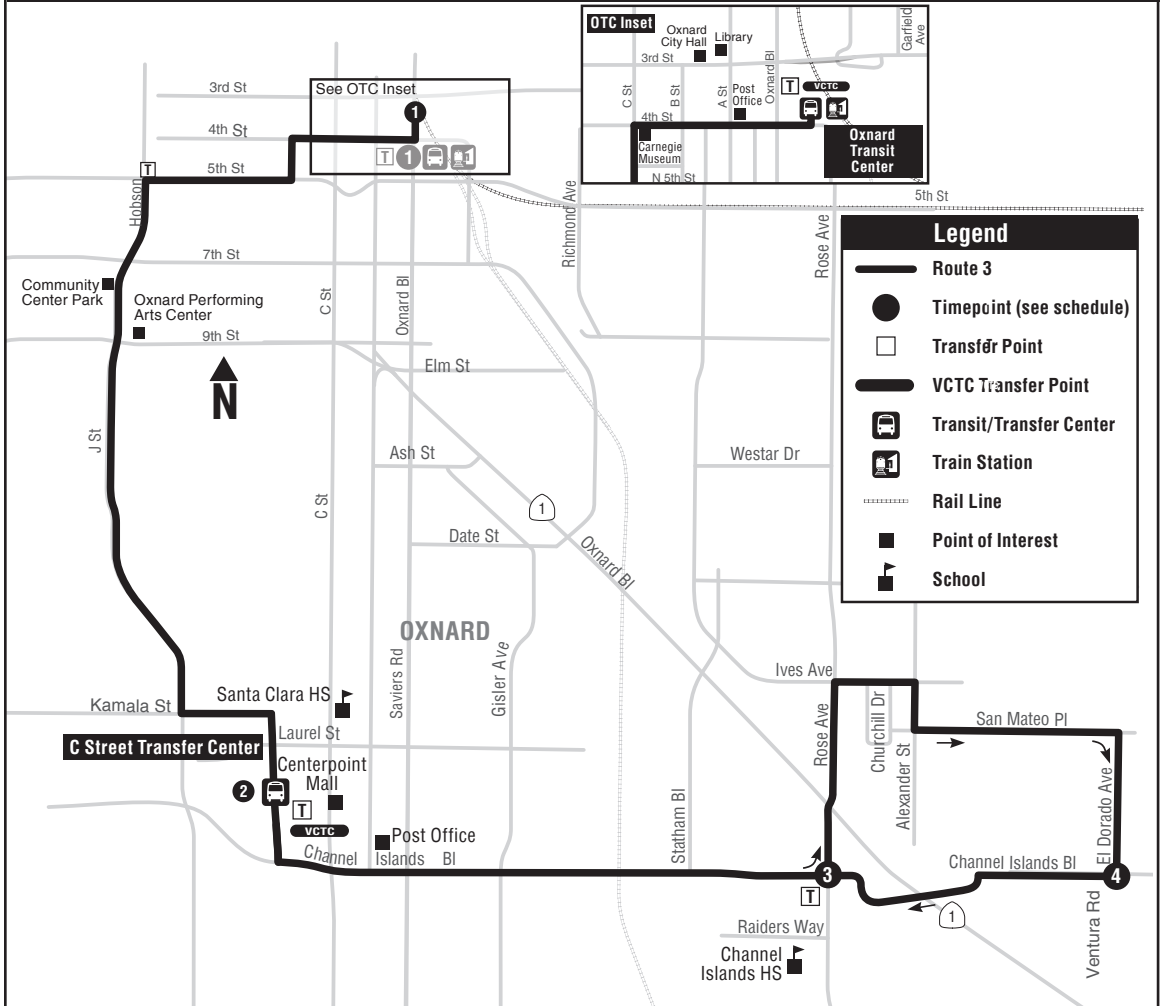 OTC Inset
Oxnard
City Hall
Library
3rd St
C St
B St
A St
Post
Office
Oxnard Bl
Garfield
Ave
T
VCTC
4th St
Carnegie
Museum
N 5th St
Oxnard
Transit
Center
3rd St
See OTC Inset
1
4th St
T
1
5th St
T
Hobson
Richmond Ave
Rose Ave
5th St
7th St
Community
Center Park
Oxnard Performing
Arts Center
9th St
C St
Oxnard Bl
N
Elm St
J St
Ash St
C St
Date St
1
Oxnard Bl
Westar Dr
OXNARD
Saviers Rd
Gisler Ave
Legend
Route 3
Timepoint (see schedule)
Transfer Point
VCTC Transfer Point
Transit/Transfer Center
Train Station
Rail Line
Point of Interest
School
Kamala St
Santa Clara HS
Laurel St
C Street Transfer Center
Centerpoint
Mall
2
T
VCTC
Post Office
Channel Islands Bl
Statham Bl
Ives Ave
Rose Ave
Churchill Dr
Alexander St
San Mateo Pl
El Dorado Ave
Channel Islands Bl
3
T
4
1
Ventura Rd
Raiders Way
Channel
Islands HS